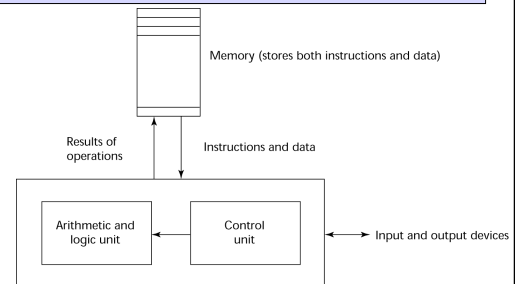 Memory (stores both instructions and data)
Results of
operations
Instructions and data
Arithmetic and
logic unit
Control
unit
Input and output devices